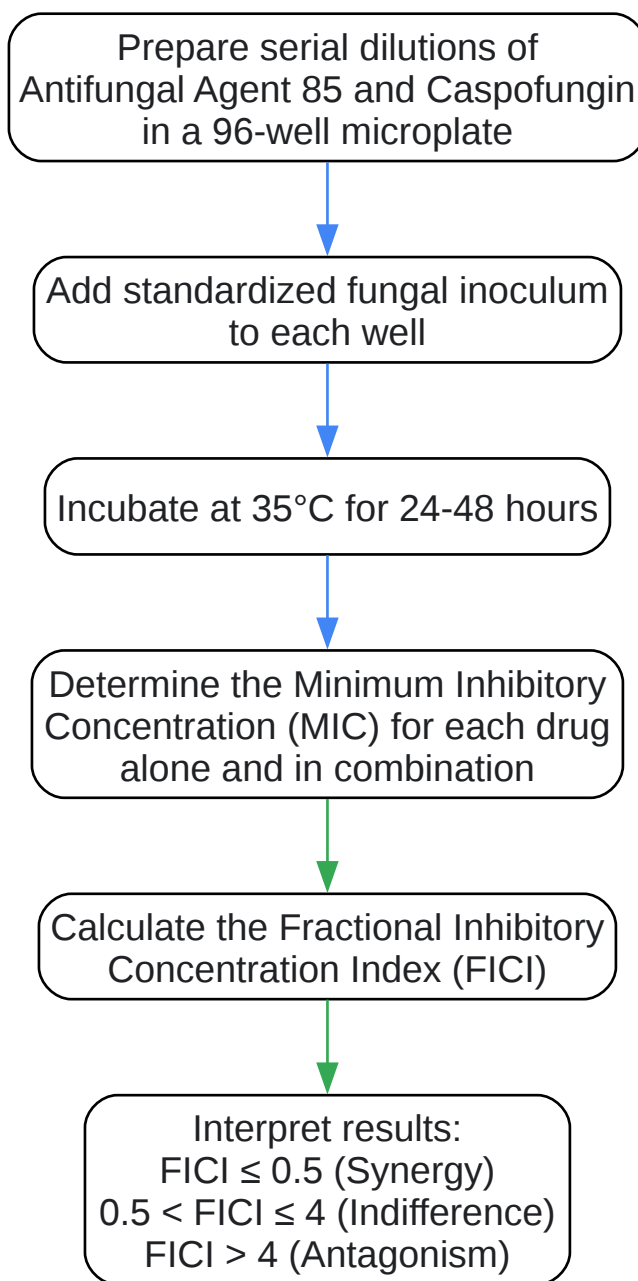 Prepare serial dilutions of
Antifungal Agent 85 and Caspofungin
in a 96-well microplate
Add standardized fungal inoculum
to each well
Incubate at 35°C for 24-48 hours
Determine the Minimum Inhibitory
Concentration (MIC) for each drug
alone and in combination
Calculate the Fractional Inhibitory
Concentration Index (FICI)
Interpret results:
FICI ≤ 0.5 (Synergy)
0.5 < FICI ≤ 4 (Indifference)
FICI > 4 (Antagonism)